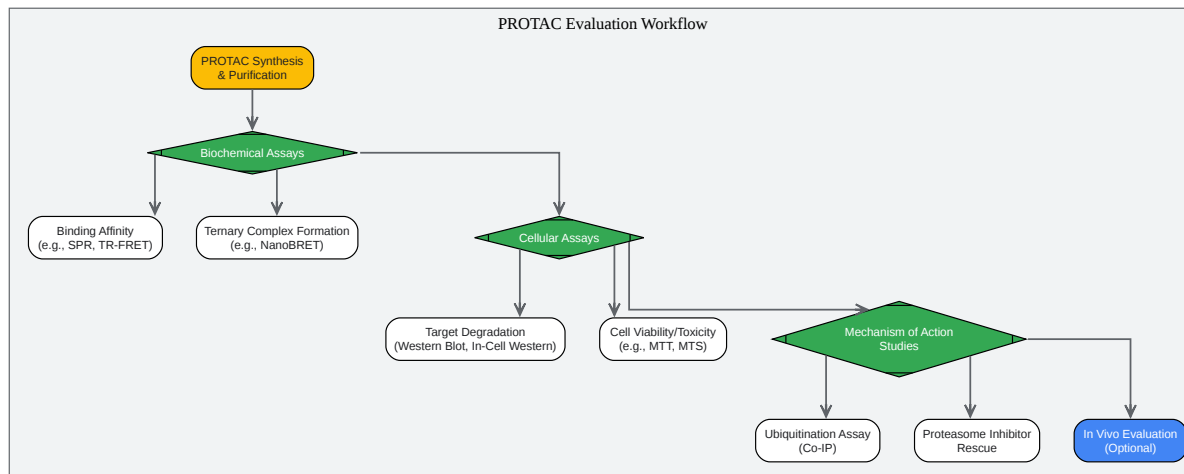 PROTAC Evaluation Workflow
PROTAC Synthesis
& Purification
Biochemical Assays
Binding Affinity
(e.g., SPR, TR-FRET)
Ternary Complex Formation
(e.g., NanoBRET)
Cellular Assays
Target Degradation
(Western Blot, In-Cell Western)
Cell Viability/Toxicity
(e.g., MTT, MTS)
Mechanism of Action
Studies
Ubiquitination Assay
(Co-IP)
Proteasome Inhibitor
Rescue
In Vivo Evaluation
(Optional)